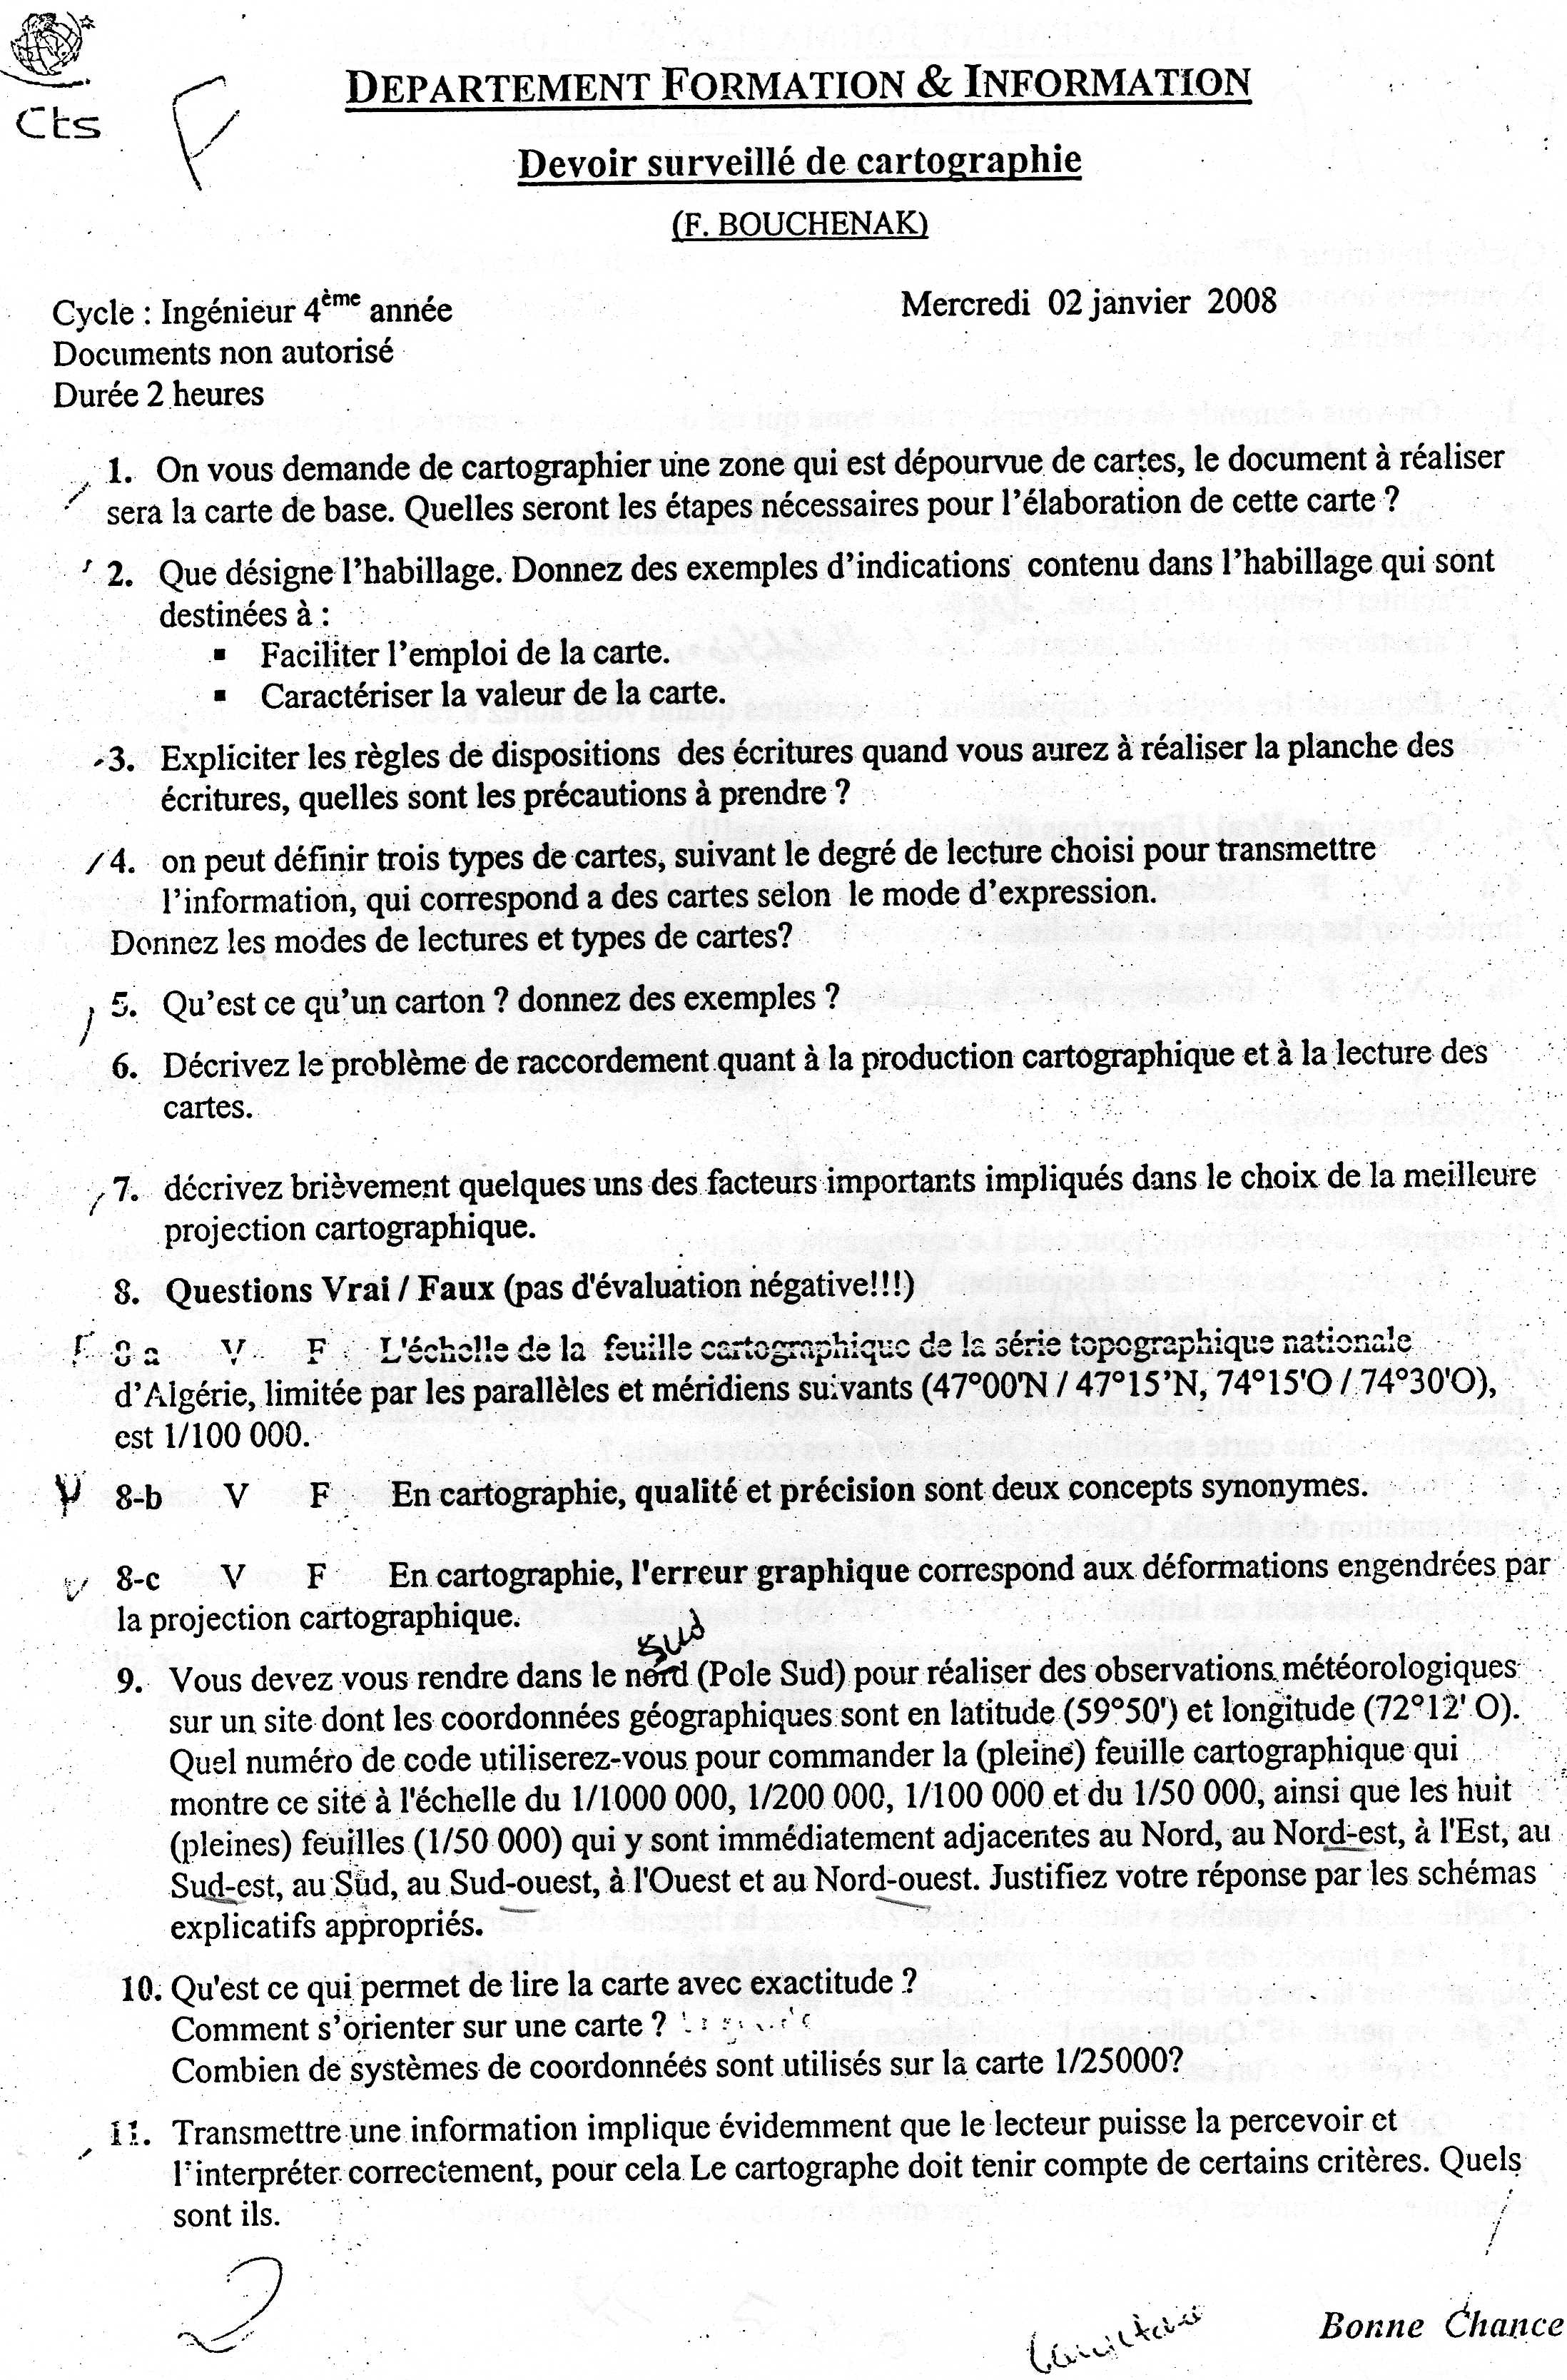 Cts
F
DEPARTEMENT FORMATION & INFORMATION
Devoir surveillé de cartographie
(F. BOUCHENAK)
Cycle : Ingénieur 4ème année
Mercredi 02 janvier 2008
Documents non autorisé
Durée 2 heures
1. On vous demande de cartographier une zone qui est dépourvue de cartes, le document à réaliser
sera la carte de base. Quelles seront les étapes nécessaires pour l'élaboration de cette carte ?
2. Que désigne l'habillage. Donnez des exemples d'indications contenu dans l'habillage qui sont
destinées à :
▪ Faciliter l'emploi de la carte.
▪ Caractériser la valeur de la carte.
3. Expliciter les règles de dispositions des écritures quand vous aurez à réaliser la planche des
écritures, quelles sont les précautions à prendre ?
4. on peut définir trois types de cartes, suivant le degré de lecture choisi pour transmettre
l'information, qui correspond a des cartes selon le mode d'expression.
Donnez les modes de lectures et types de cartes?
5. Qu'est ce qu'un carton ? donnez des exemples ?
6. Décrivez le problème de raccordement quant à la production cartographique et à la lecture des
cartes.
7. décrivez brièvement quelques uns des facteurs importants impliqués dans le choix de la meilleure
projection cartographique.
8. Questions Vrai / Faux (pas d'évaluation négative!!!)
8 a V F L'échelle de la feuille cartographique de la série topographique nationale
d'Algérie, limitée par les parallèles et méridiens suivants (47°00'N / 47°15'N, 74°15'O / 74°30'O),
est 1/100 000.
8-b V F En cartographie, qualité et précision sont deux concepts synonymes.
8-c V F En cartographie, l'erreur graphique correspond aux déformations engendrées par
la projection cartographique.
sud
9. Vous devez vous rendre dans le nord (Pole Sud) pour réaliser des observations météorologiques
sur un site dont les coordonnées géographiques sont en latitude (59°50') et longitude (72°12' O).
Quel numéro de code utiliserez-vous pour commander la (pleine) feuille cartographique qui
montre ce site à l'échelle du 1/1000 000, 1/200 000, 1/100 000 et du 1/50 000, ainsi que les huit
(pleines) feuilles (1/50 000) qui y sont immédiatement adjacentes au Nord, au Nord-est, à l'Est, au
Sud-est, au Sud, au Sud-ouest, à l'Ouest et au Nord-ouest. Justifiez votre réponse par les schémas
explicatifs appropriés.
10. Qu'est ce qui permet de lire la carte avec exactitude ?
Comment s'orienter sur une carte ?
Combien de systèmes de coordonnées sont utilisés sur la carte 1/25000?
11. Transmettre une information implique évidemment que le lecteur puisse la percevoir et
l'interpréter correctement, pour cela Le cartographe doit tenir compte de certains critères. Quels
sont ils.
2
Bonne Chance